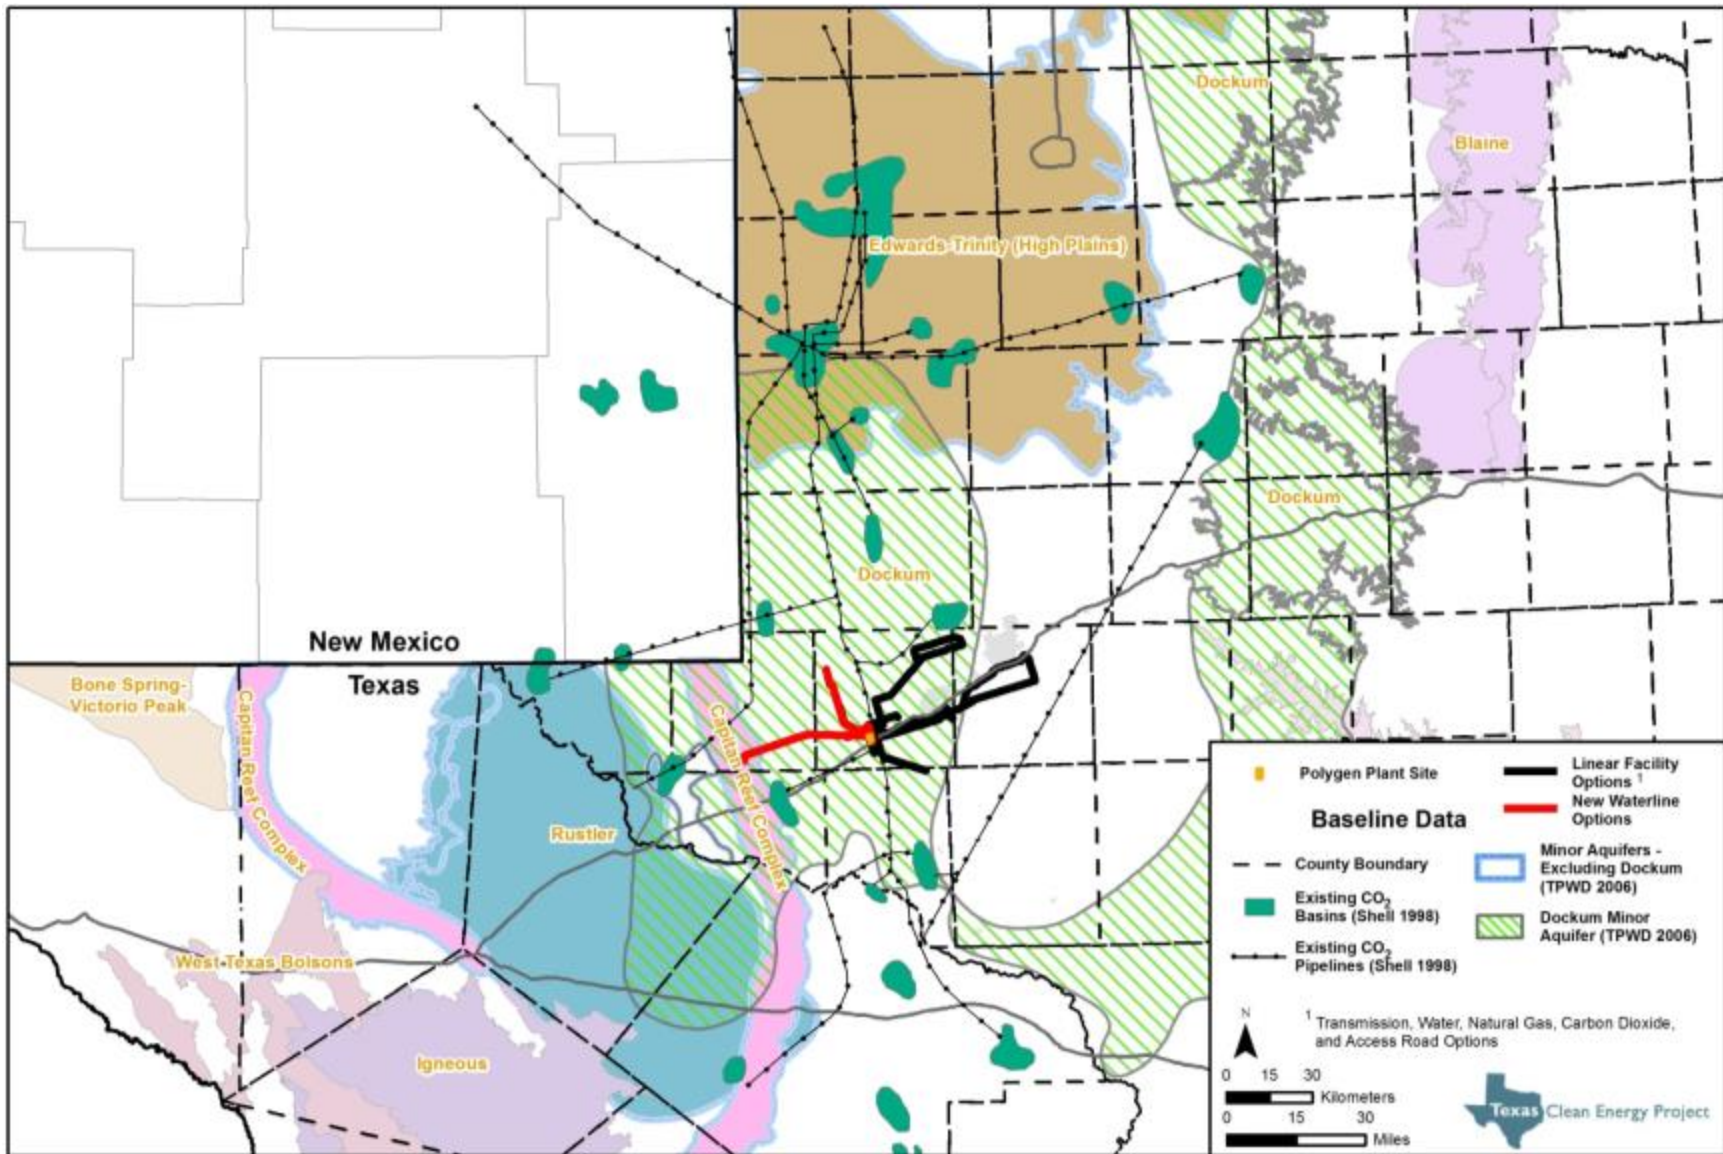 Dockum
Blaine
Edwards-Trinity (High Plains)
Dockum
Dockum
New Mexico
Texas
Bone Spring-
Victorio Peak
Capitan Reef Complex
Capitan Reef Complex
Rustler
West Texas Bolsons
Igneous
Polygen Plant Site
Linear Facility
Options 1
New Waterline
Options
Baseline Data
County Boundary
Existing CO2
Basins (Shell 1998)
Existing CO2
Pipelines (Shell 1998)
Minor Aquifers -
Excluding Dockum
(TPWD 2006)
Dockum Minor
Aquifer (TPWD 2006)
N
1 Transmission, Water, Natural Gas, Carbon Dioxide,
and Access Road Options
0 15 30
Kilometers
0 15 30
Miles
Texas Clean Energy Project